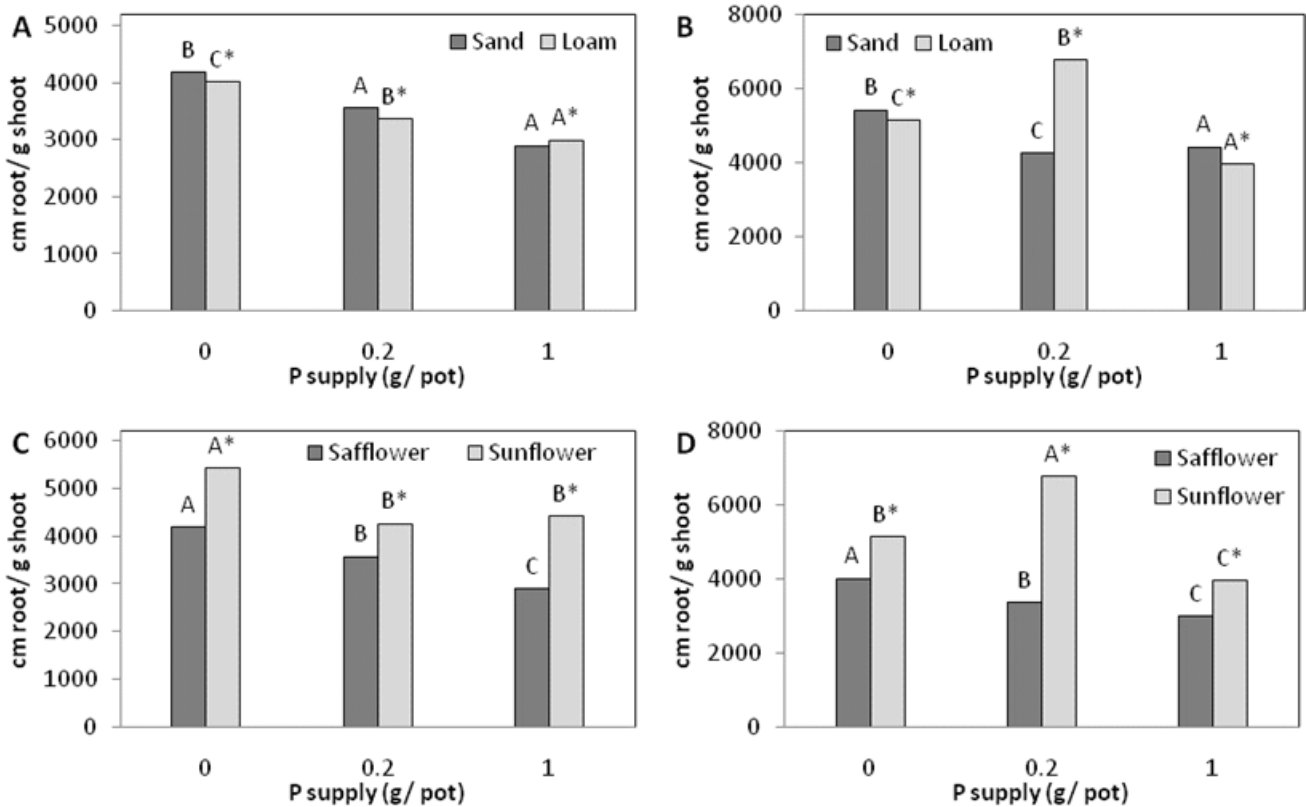 A
cm root/ g shoot
5000
4000
3000
2000
1000
0
Sand Loam
B C*
A B*
A A*
0 0.2 1
P supply (g/ pot)
B
cm root/ g shoot
8000
6000
4000
2000
0
Sand Loam
B C*
C B*
A A*
0 0.2 1
P supply (g/ pot)
C
cm root/ g shoot
6000
5000
4000
3000
2000
1000
0
Safflower Sunflower
A A*
B B*
C B*
0 0.2 1
P supply (g/ pot)
D
cm root/ g shoot
8000
6000
4000
2000
0
Safflower
Sunflower
A B*
B A*
C C*
0 0.2 1
P supply (g/ pot)